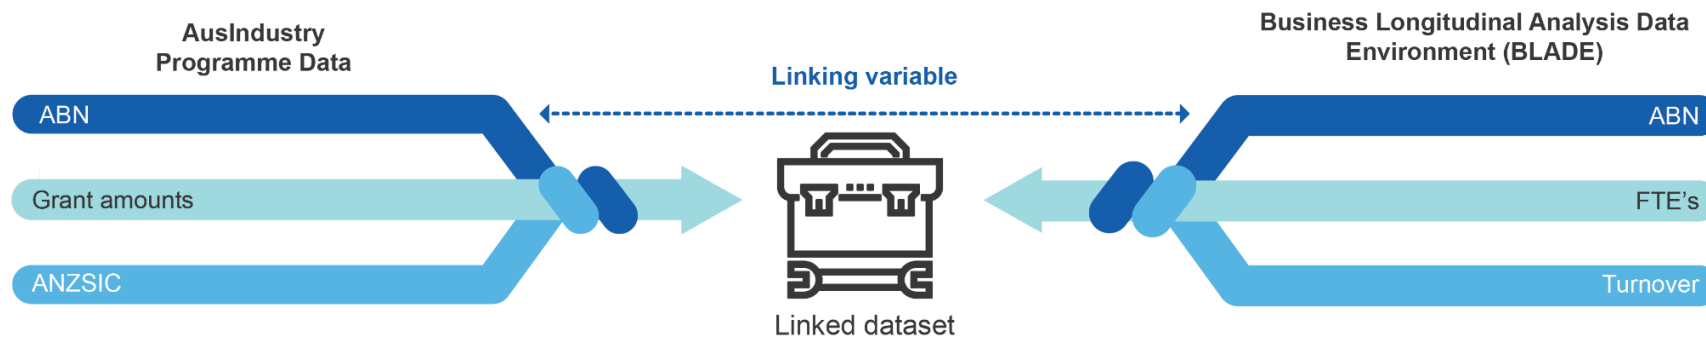 AusIndustry
Programme Data
ABN
Grant amounts
ANZSIC
Linking variable
Linked dataset
Business Longitudinal Analysis Data
Environment (BLADE)
ABN
FTE's
Turnover